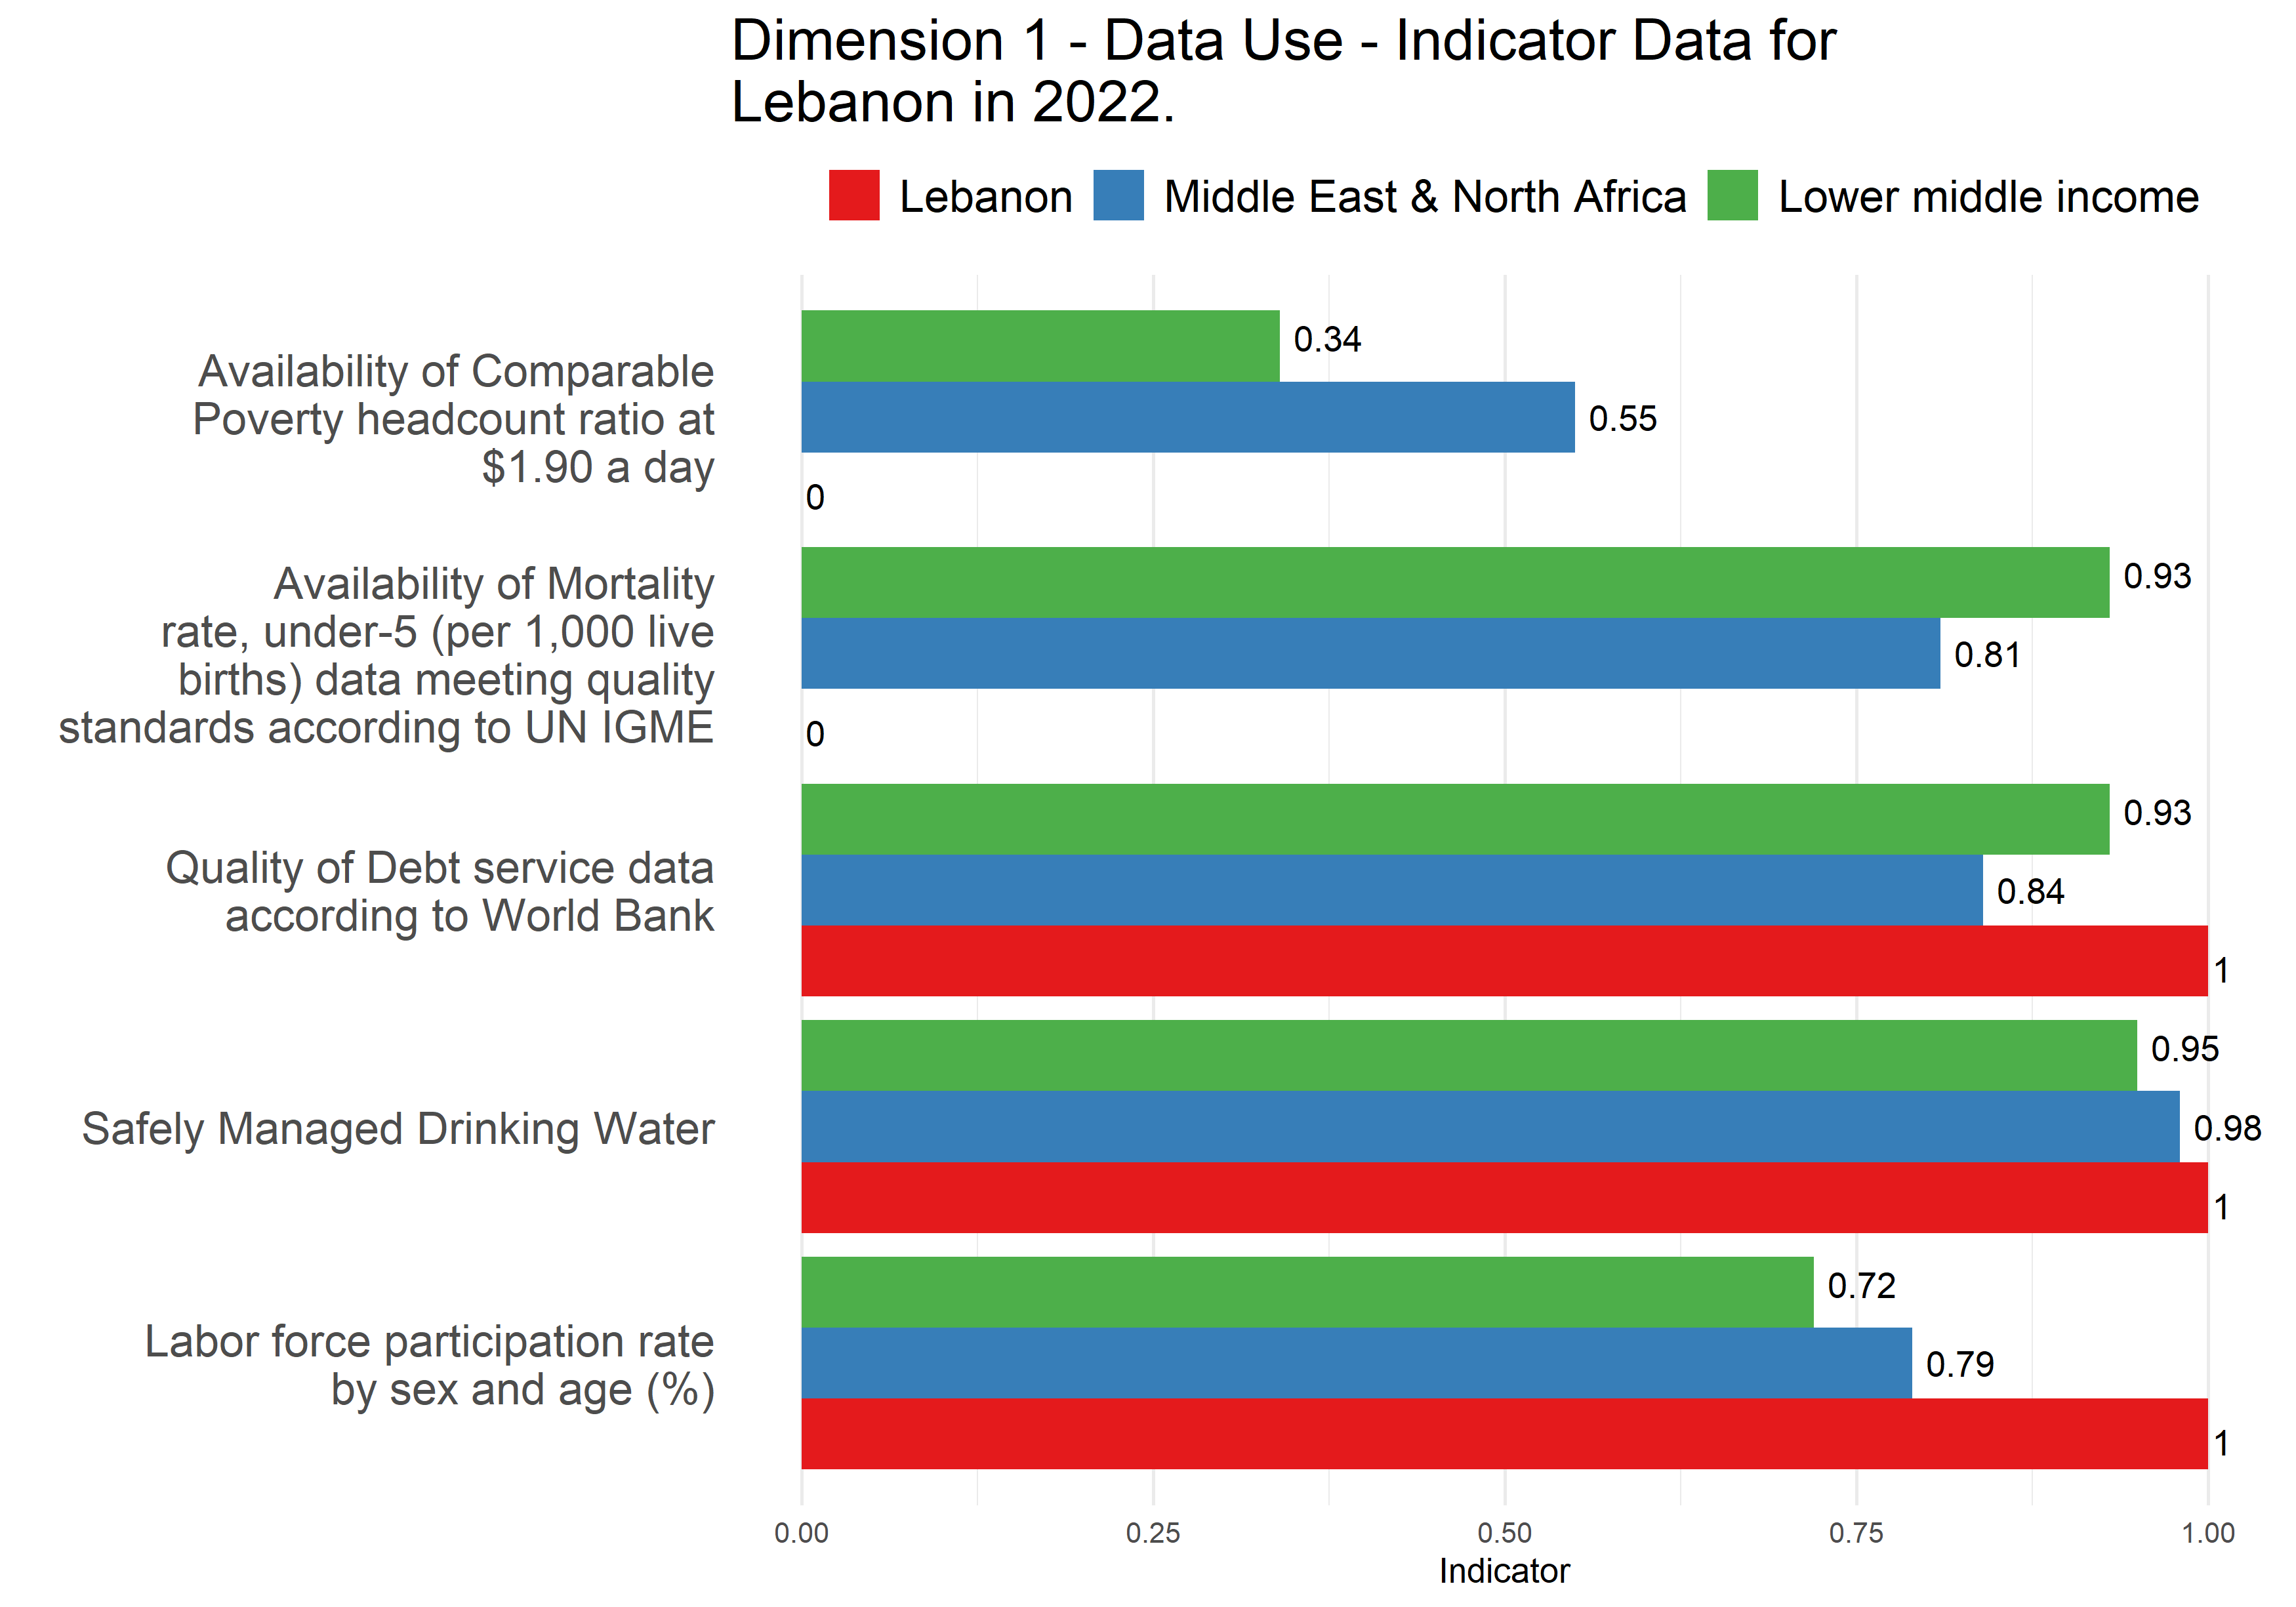 Dimension 1 - Data Use - Indicator Data for
Lebanon in 2022.
Lebanon
Middle East & North Africa
Lower middle income
Availability of Comparable
Poverty headcount ratio at
$1.90 a day
0.34
0.55
0
Availability of Mortality
rate, under-5 (per 1,000 live
births) data meeting quality
standards according to UN IGME
0.93
0.81
0
Quality of Debt service data
according to World Bank
0.93
0.84
1
Safely Managed Drinking Water
0.95
0.98
1
Labor force participation rate
by sex and age (%)
0.72
0.79
1
0.00
0.25
0.50
0.75
1.00
Indicator